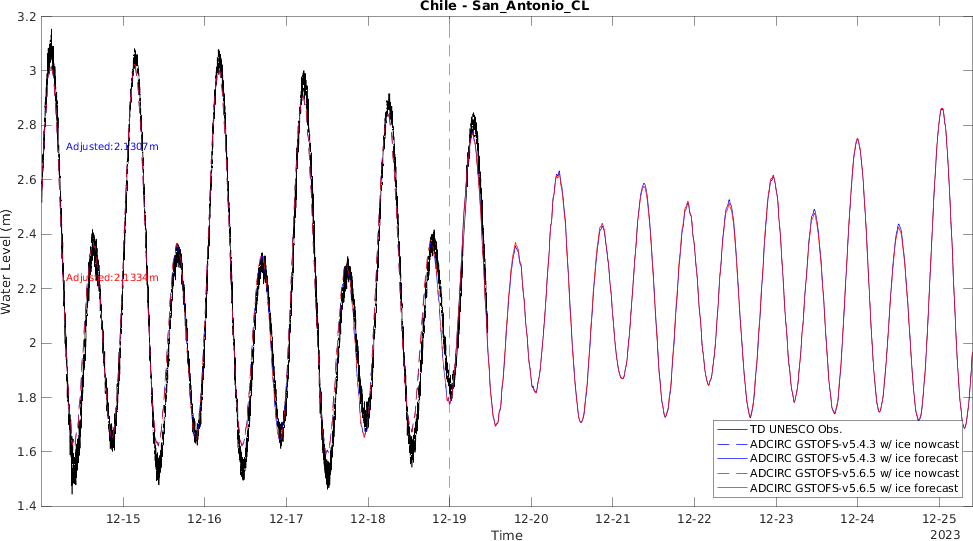 Chile - San_Antonio_CL
Water Level (m)
3.2
3
2.8
2.6
2.4
2.2
2
1.8
1.6
1.4
Adjusted:2.1307m
Adjusted:2.1334m
TD UNESCO Obs.
ADCIRC GSTOFS-v5.4.3 w/ ice nowcast
ADCIRC GSTOFS-v5.4.3 w/ ice forecast
ADCIRC GSTOFS-v5.6.5 w/ ice nowcast
ADCIRC GSTOFS-v5.6.5 w/ ice forecast
12-15 12-16 12-17 12-18 12-19 12-20 12-21 12-22 12-23 12-24 12-25
Time
2023